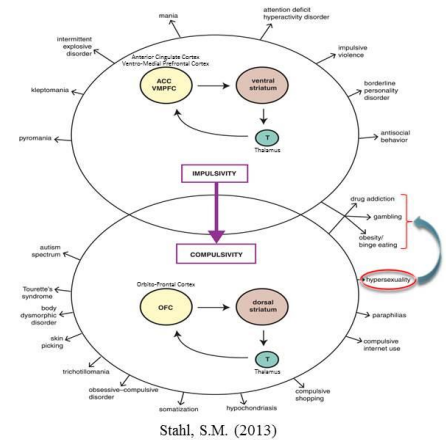 mania
attention deficit
hyperactivity disorder
intermittent
explosive
disorder
impulsive
violence
kleptomania
borderline
personality
disorder
pyromania
antisocial
behavior
Anterior Cingulate Cortex
Ventro-Medial Prefrontal Cortex
ACC
VMPFC
ventral
striatum
T
Thalamus
IMPULSIVITY
COMPULSIVITY
drug addiction
gambling
obesity/
binge eating
hypersexuality
paraphilias
compulsive
internet use
compulsive
shopping
autism
spectrum
Tourette's
syndrome
body
dysmorphic
disorder
skin
picking
trichotillomania
obsessive–compulsive
disorder
somatization
hypochondriasis
Orbito-Frontal Cortex
OFC
dorsal
striatum
T
Thalamus
Stahl, S.M. (2013)